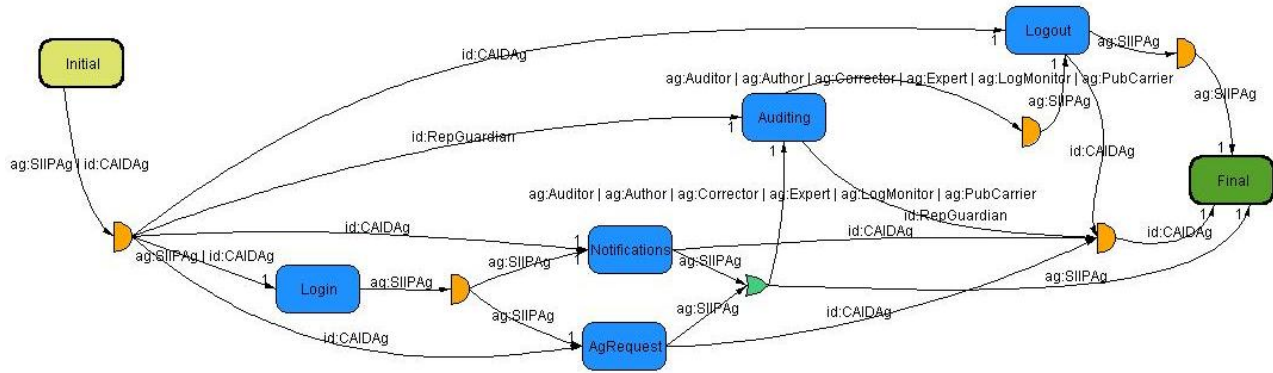 Logout
ag:SIIPAg
id:CAIDAg
1
Initial
ag:Auditor | ag:Author | ag:Corrector | ag:Expert | ag:LogMonitor | ag:PubCarrier
1
ag:SIIPAg
ag:SIIPAg
Auditing
1
id:RepGuardian
1
id:CAIDAg
ag:SIIPAg | id:CAIDAg
1
Final
ag:Auditor | ag:Author | ag:Corrector | ag:Expert | ag:LogMonitor | ag:PubCarrier
id:RepGuardian
1
1
id:CAIDAg
id:CAIDAg
id:CAIDAg
1
Notifications
ag:SIIPAg | id:CAIDAg
ag:SIIPAg
ag:SIIPAg
ag:SIIPAg
1
Login
ag:SIIPAg
ag:SIIPAg
ag:SIIPAg
id:CAIDAg
1
AgRequest
id:CAIDAg